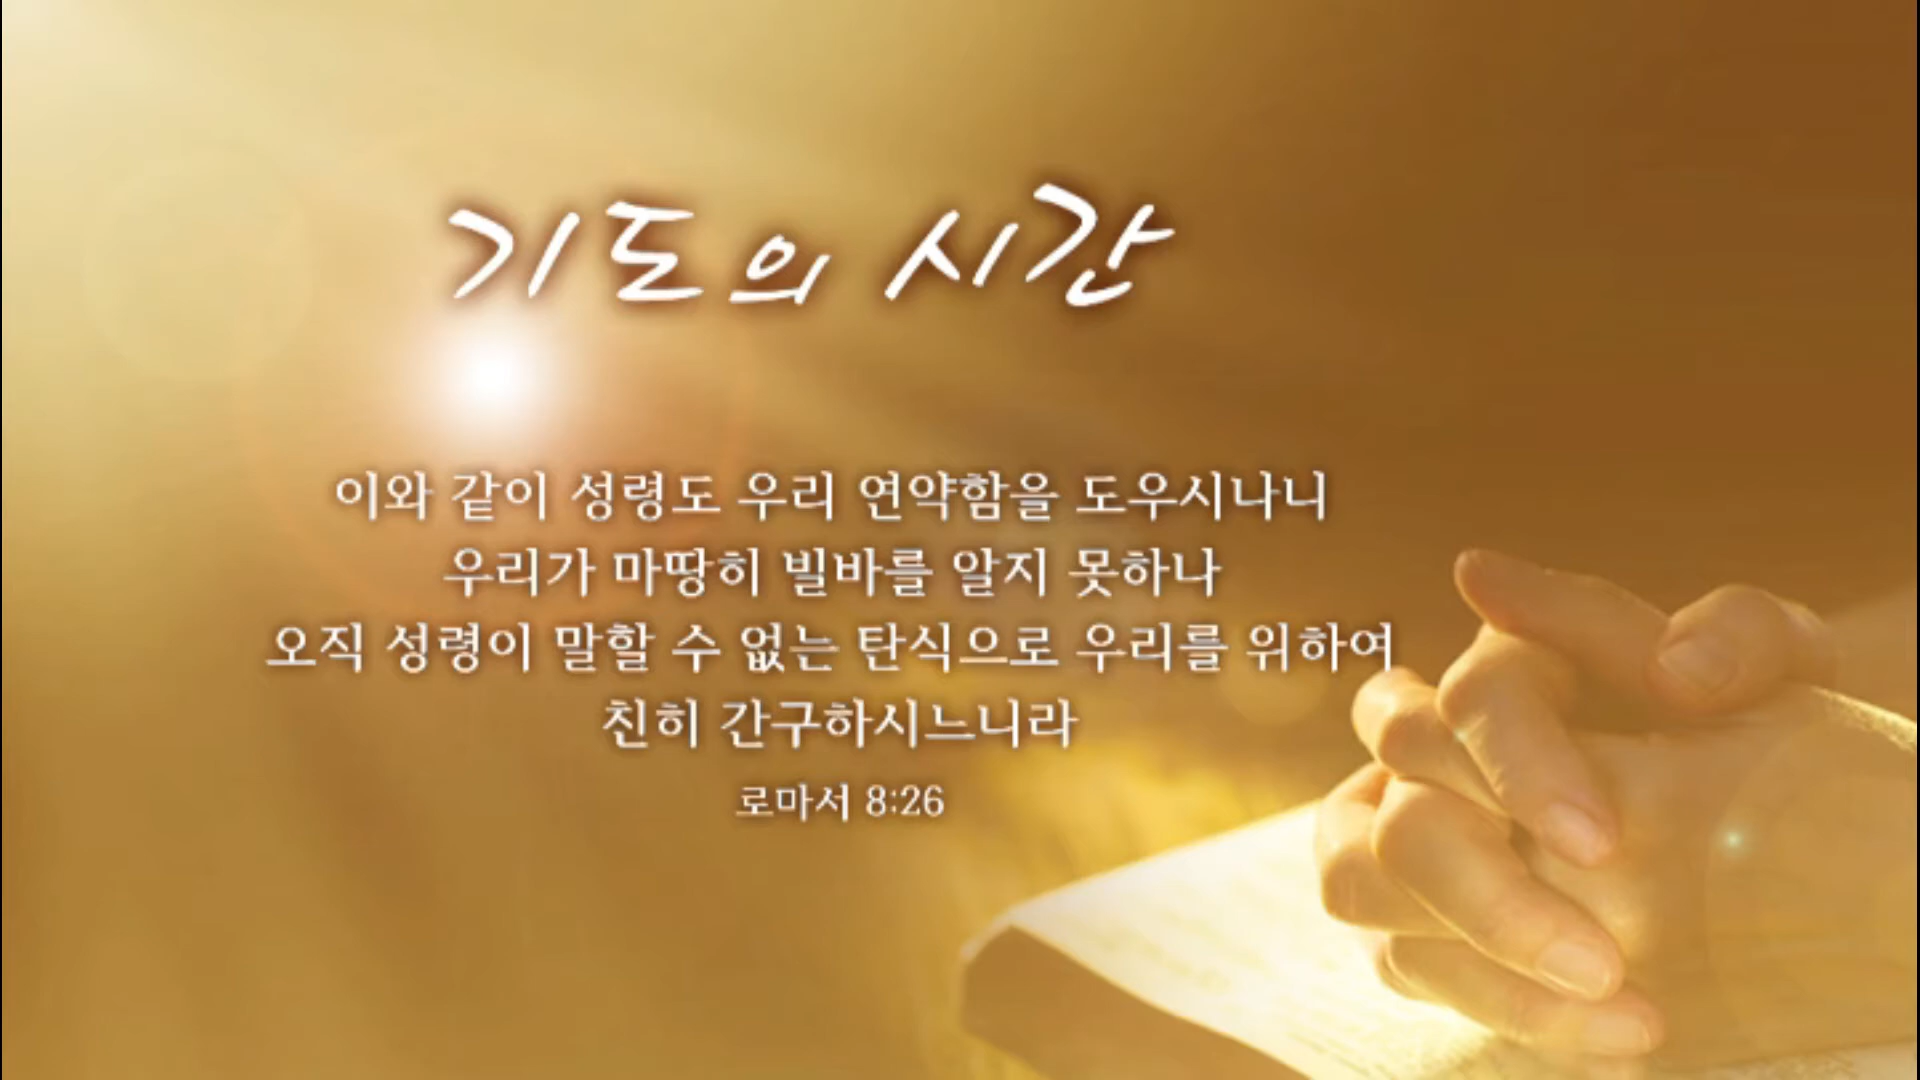 기도의 시간
이와 같이 성령도 우리 연약함을 도우시나니
우리가 마땅히 빌바를 알지 못하나
오직 성령이 말할 수 없는 탄식으로 우리를 위하여
친히 간구하시느니라
로마서 8:26